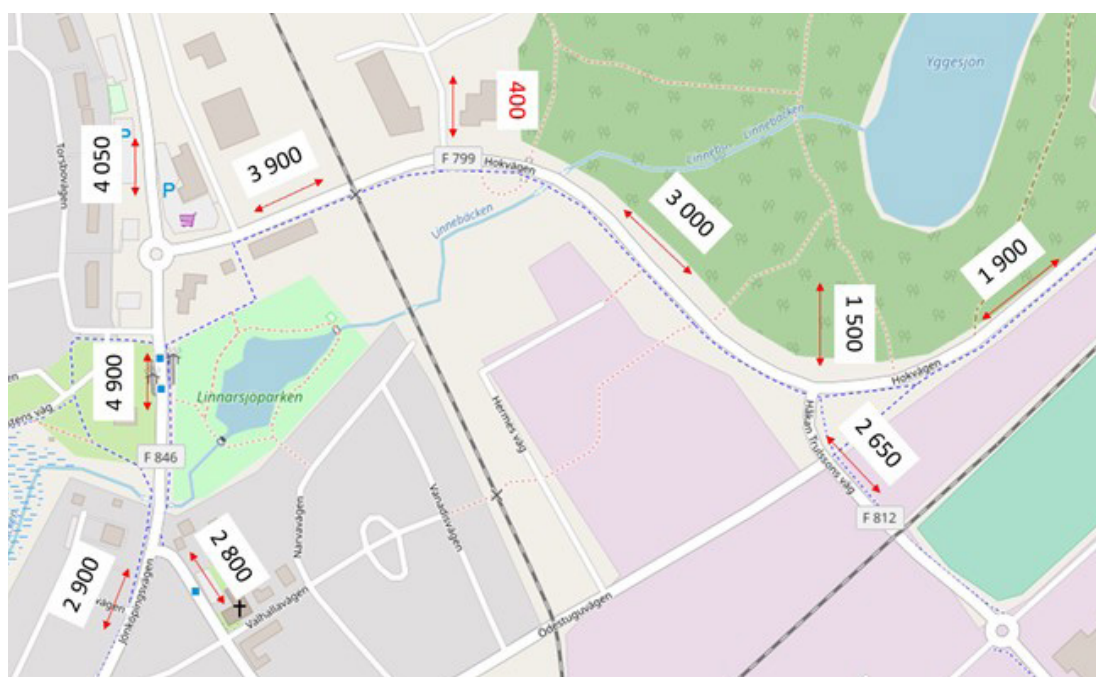 Yggesjön
400
P
4 050
Torsbovägen
3 900
F 799
Hokvägen
Linnebäcken
Linnebäcken
P
Linnebäcken
3 000
1 900
1 500
Hokvägen
4 900
Linnarsjöparken
Hermes väg
Håkan Trulssons väg
2 650
F 846
F 812
Narvavägen
Vanadisvägen
2 800
2 900
Jönköpingsvägen
Valhallavägen
Ödestuguvägen